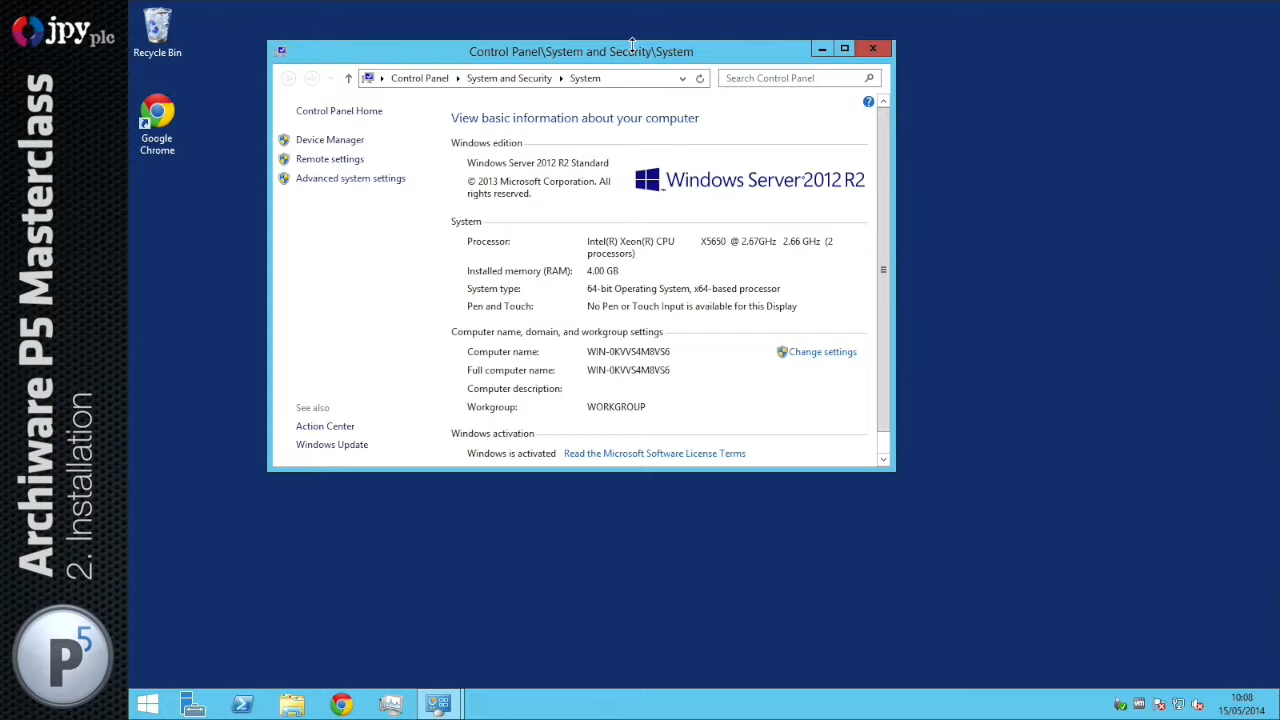 jpy plc
Archiware P5 Masterclass
2. Installation
P5
Recycle Bin
Google
Chrome
Control Panel\System and Security\System
Control Panel
System and Security
System
Search Control Panel
Control Panel Home
Device Manager
Remote settings
Advanced system settings
See also
Action Center
Windows Update
View basic information about your computer
Windows edition
Windows Server 2012 R2 Standard
© 2013 Microsoft Corporation. All
rights reserved.
Windows Server 2012 R2
System
Processor: Intel(R) Xeon(R) CPU X5650 @ 2.67GHz 2.66 GHz (2
processors)
Installed memory (RAM): 4.00 GB
System type: 64-bit Operating System, x64-based processor
Pen and Touch: No Pen or Touch Input is available for this Display
Computer name, domain, and workgroup settings
Computer name: WIN-0KVVS4M8VS6
Change settings
Full computer name: WIN-0KVVS4M8VS6
Computer description:
Workgroup: WORKGROUP
Windows activation
Windows is activated Read the Microsoft Software License Terms
10:08
15/05/2014